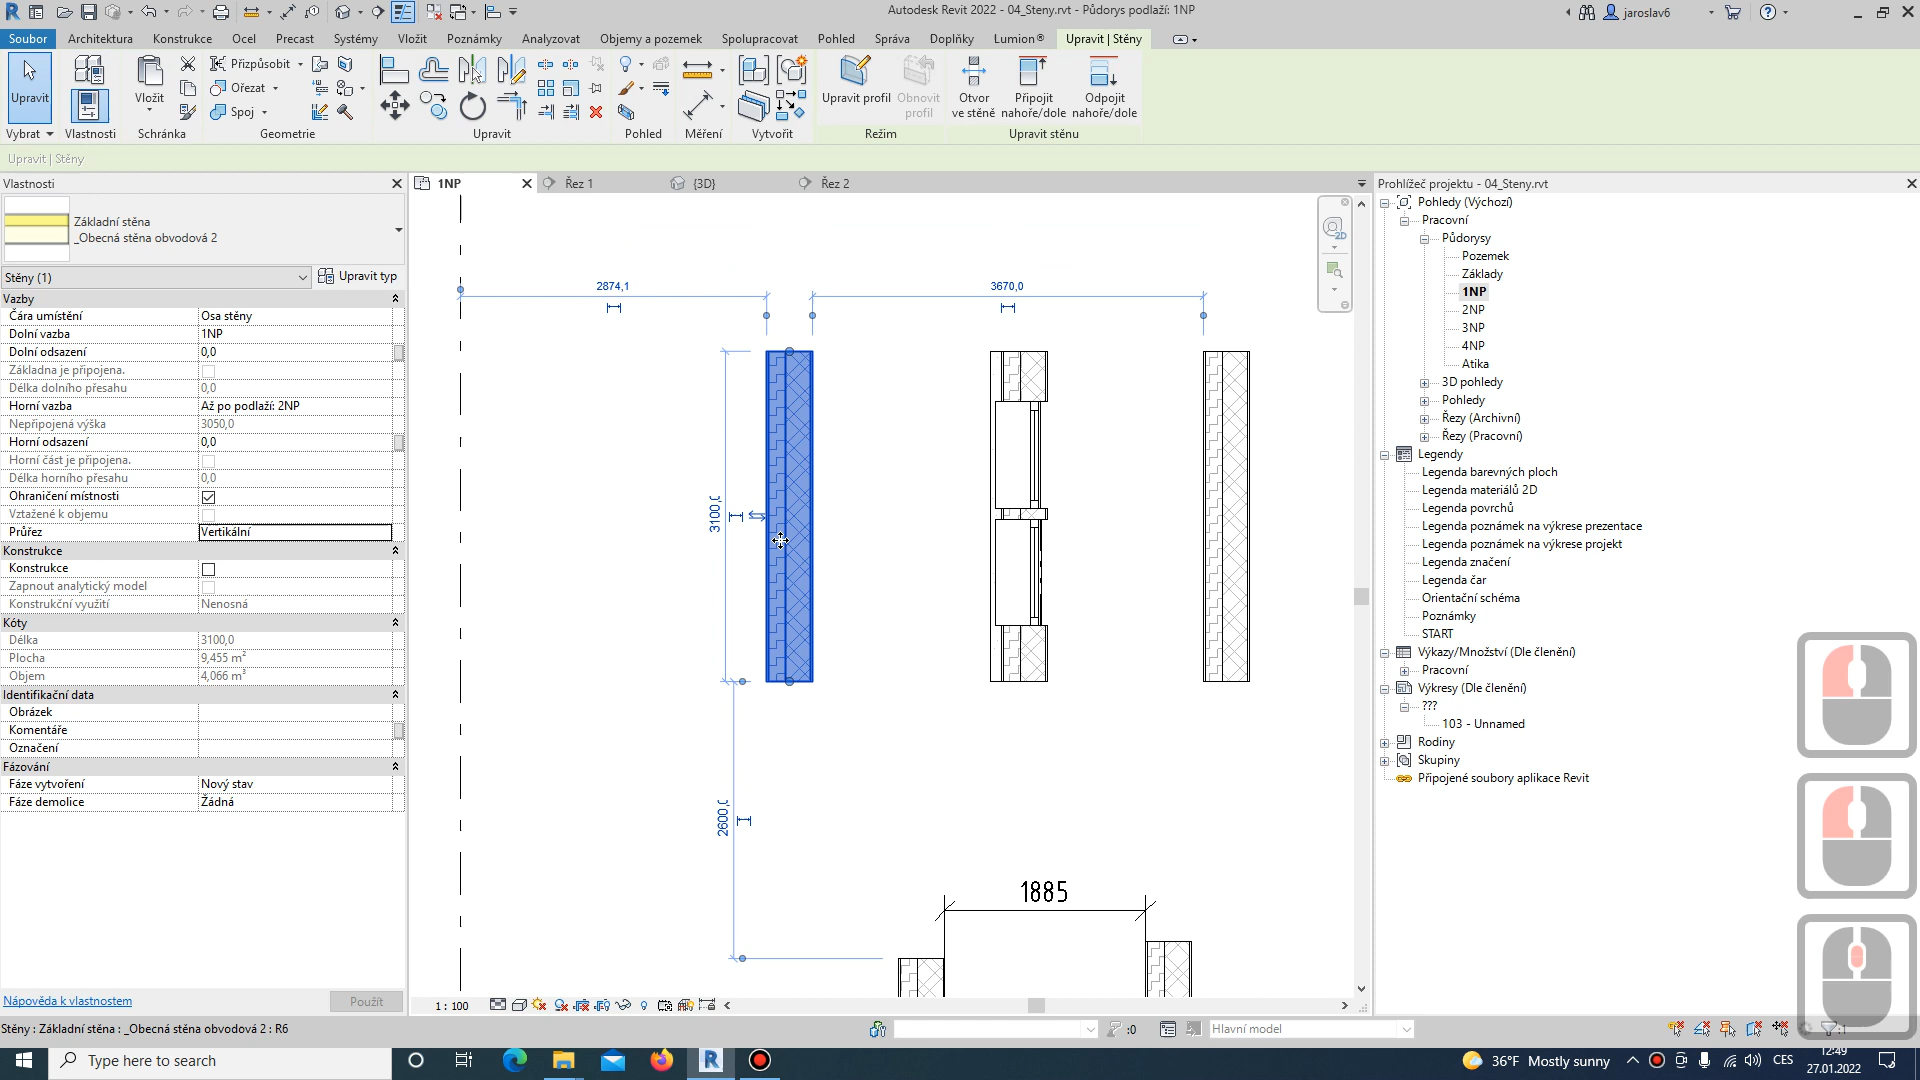 Autodesk Revit 2022 - 04_Steny.rvt - Půdorys podlaží: 1NP
jaroslav6
Soubor
Architektura
Konstrukce
Ocel
Precast
Systémy
Vložit
Poznámky
Analyzovat
Objemy a pozemek
Spolupracovat
Pohled
Správa
Doplňky
Lumion®
Upravit | Stěny
Upravit
Vložit
Přizpůsobit
Ořezat
Spoj
Upravit profil
Obnovit profil
Otvor ve stěně
Připojit nahoře/dole
Odpojit nahoře/dole
Vybrat
Vlastnosti
Schránka
Geometrie
Upravit
Pohled
Měření
Vytvořit
Režim
Upravit stěnu
Upravit | Stěny
Vlastnosti
Základní stěna
_Obecná stěna obvodová 2
Stěny (1)
Upravit typ
Vazby
Čára umístění Osa stěny
Dolní vazba 1NP
Dolní odsazení 0,0
Základna je připojena.
Délka dolního přesahu 0,0
Horní vazba Až po podlaží: 2NP
Nepřipojená výška 3050,0
Horní odsazení 0,0
Horní část je připojena.
Délka horního přesahu 0,0
Ohraničení místnosti
Vztažené k objemu
Průřez Vertikální
Konstrukce
Konstrukce
Zapnout analytický model
Konstrukční využití Nenosná
Kóty
Délka 3100,0
Plocha 9,455 m²
Objem 4,066 m³
Identifikační data
Obrázek
Komentáře
Označení
Fázování
Fáze vytvoření Nový stav
Fáze demolice Žádná
Nápověda k vlastnostem
Použít
1NP
Řez 1
{3D}
Řez 2
2D
2874,1
3670,0
3100,0
2600,0
1885
1 : 100
Prohlížeč projektu - 04_Steny.rvt
Pohledy (Výchozí)
Pracovní
Půdorysy
Pozemek
Základy
1NP
2NP
3NP
4NP
Atika
3D pohledy
Pohledy
Řezy (Archivní)
Řezy (Pracovní)
Legendy
Legenda barevných ploch
Legenda materiálů 2D
Legenda povrchů
Legenda poznámek na výkrese prezentace
Legenda poznámek na výkrese projekt
Legenda značení
Legenda čar
Orientační schéma
Poznámky
START
Výkazy/Množství (Dle členění)
Pracovní
Výkresy (Dle členění)
???
103 - Unnamed
Rodiny
Skupiny
Připojené soubory aplikace Revit
Stěny : Základní stěna : _Obecná stěna obvodová 2 : R6
:0
Hlavní model
:1
Type here to search
36°F Mostly sunny
CES
12:49
27.01.2022